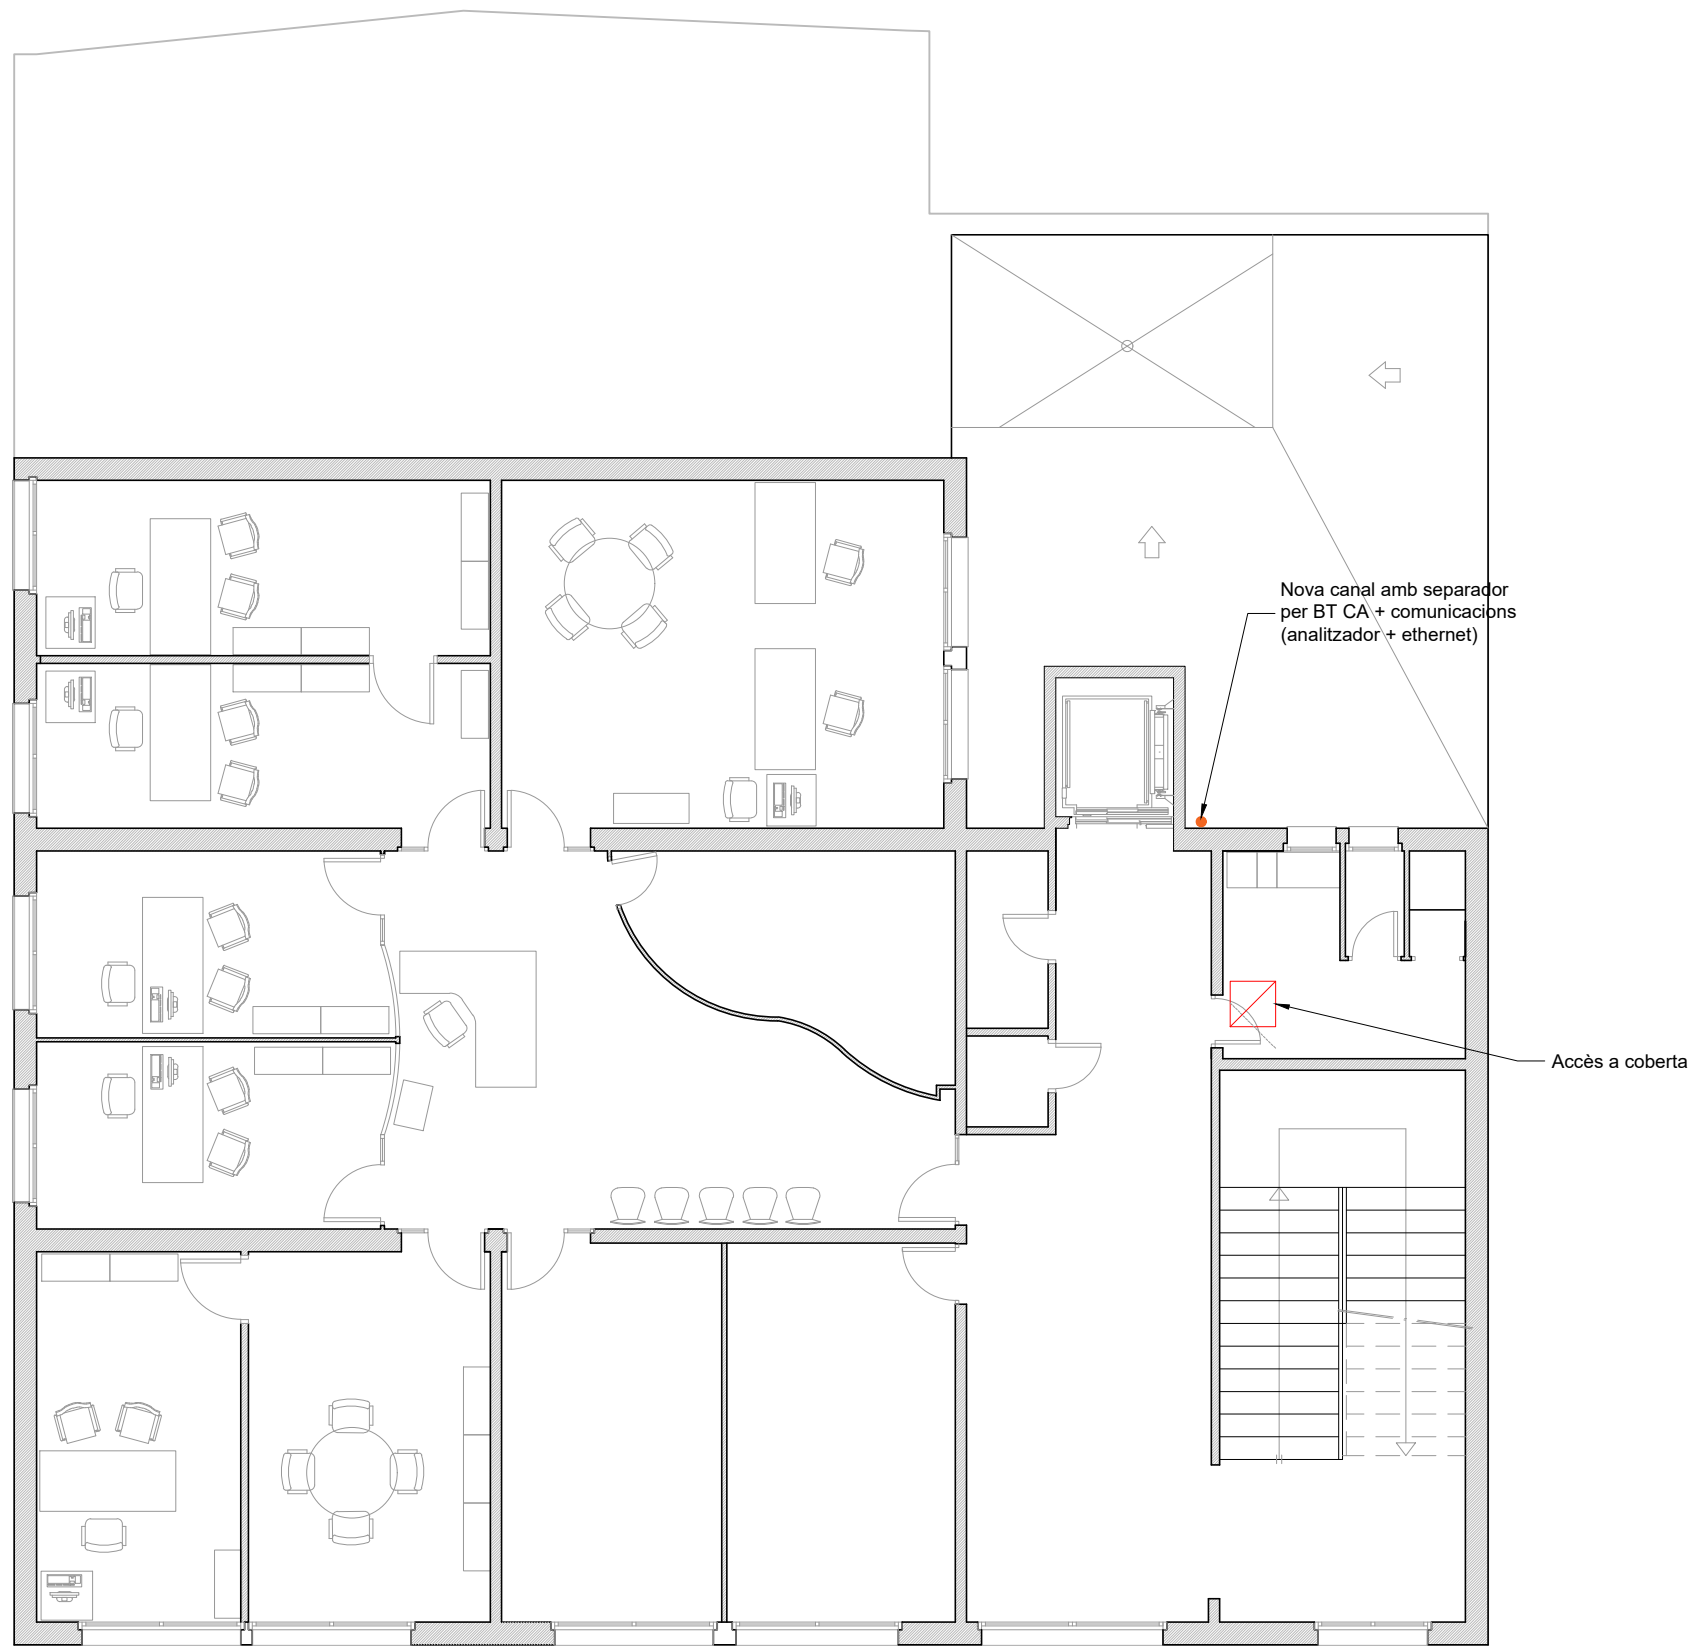 Nova canal amb separador
per BT CA + comunicacions
(analitzador + ethernet)
Accès a coberta